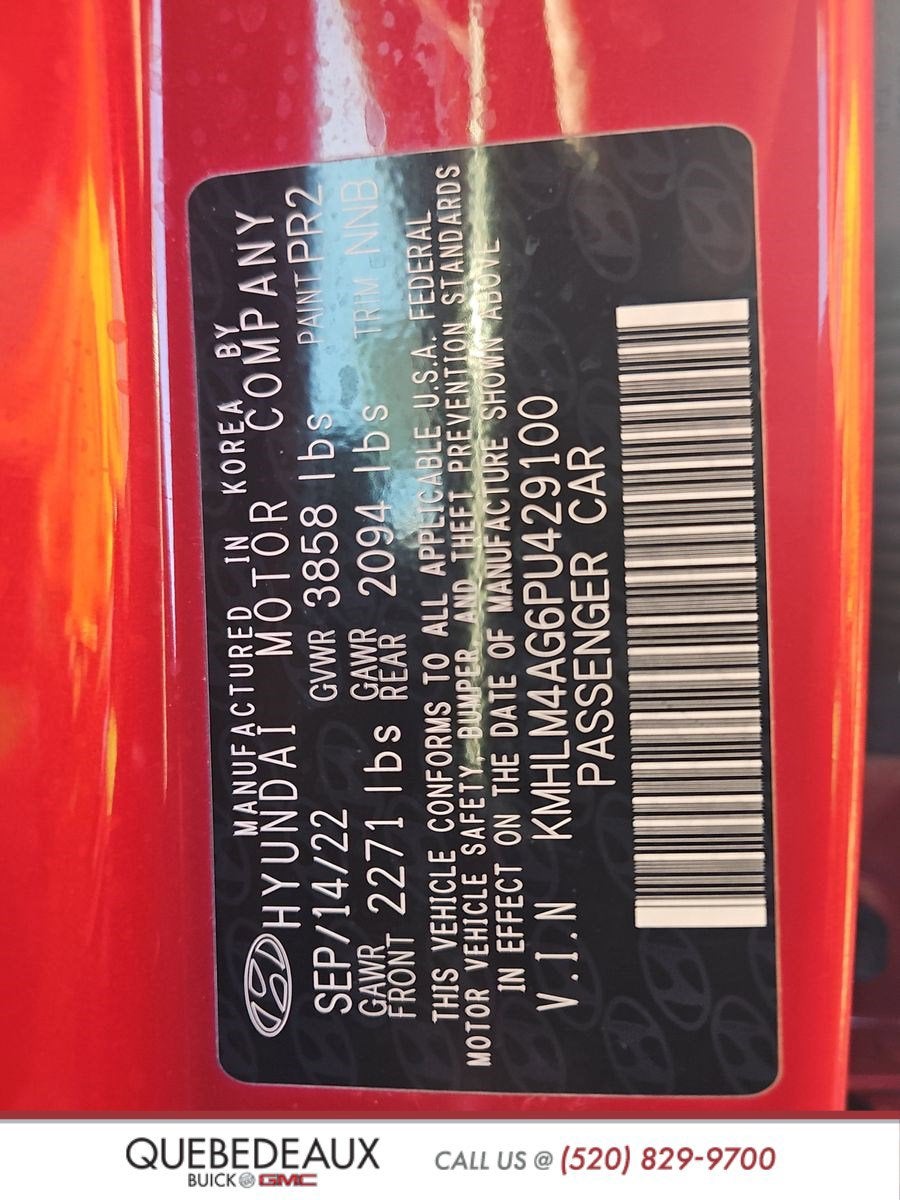 MANUFACTURED IN KOREA BY
HYUNDAI MOTOR COMPANY
SEP/14/22 GVWR 3858 lbs PAINT PR2
GAWR FRONT 2271 lbs GAWR REAR 2094 lbs TRIM NNB
THIS VEHICLE CONFORMS TO ALL APPLICABLE U.S.A. FEDERAL
MOTOR VEHICLE SAFETY, BUMPER AND THEFT PREVENTION STANDARDS
IN EFFECT ON THE DATE OF MANUFACTURE SHOWN ABOVE
V.I.N KMHLM4AG6PU429100
PASSENGER CAR
QUEBEDEAUX
BUICK GMC
CALL US @ (520) 829-9700